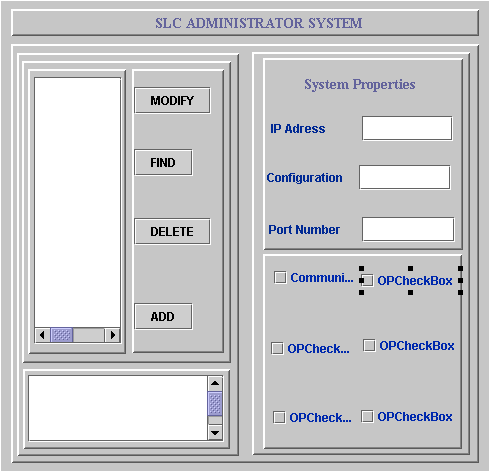 SLC ADMINISTRATOR SYSTEM
MODIFY
FIND
DELETE
ADD
System Properties
IP Adress
Configuration
Port Number
Communi... OPCheckBox
OPCheck... OPCheckBox
OPCheck... OPCheckBox